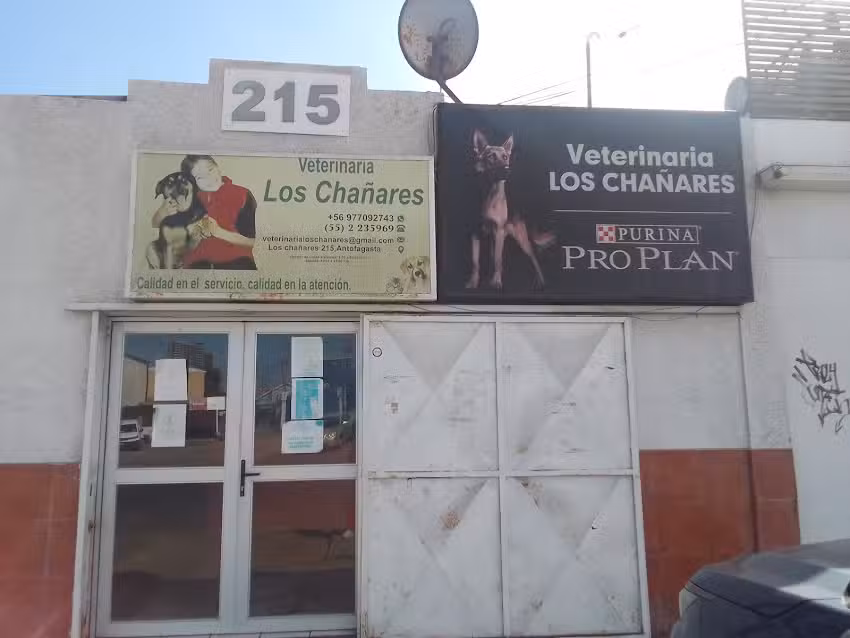 215
Veterinaria
Los Chañares
+56 977092743
(55) 2 235969
veterinarialoschanares@gmail.com
Los chañares 215,Antofagasta
Calidad en el servicio, calidad en la atención.
Veterinaria
LOS CHAÑARES
PURINA
PRO PLAN